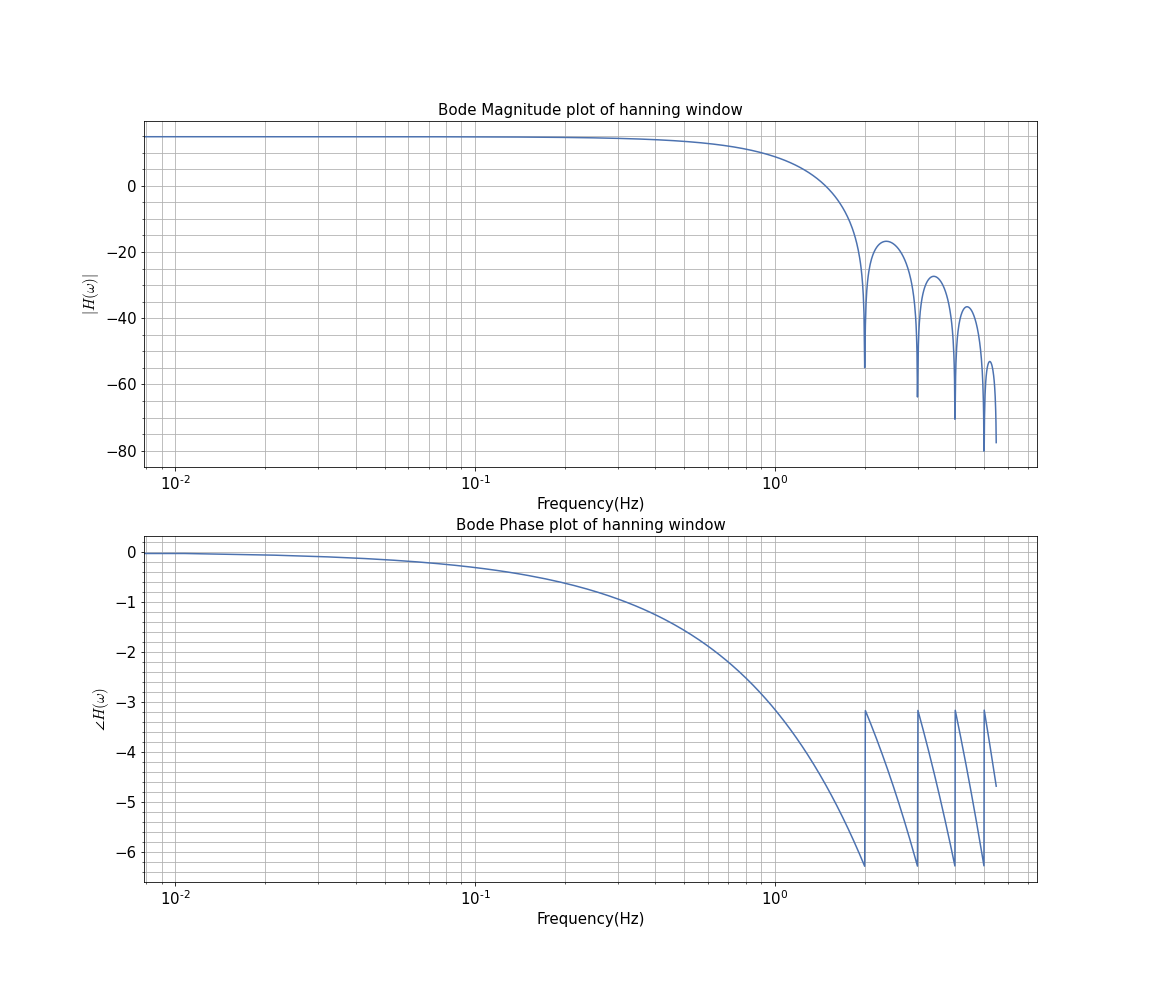 Bode Magnitude plot of hanning window
|H(ω)|
0
−20
−40
−60
−80
10⁻² 10⁻¹ 10⁰
Frequency(Hz)
Bode Phase plot of hanning window
∠H(ω)
0
−1
−2
−3
−4
−5
−6
10⁻² 10⁻¹ 10⁰
Frequency(Hz)